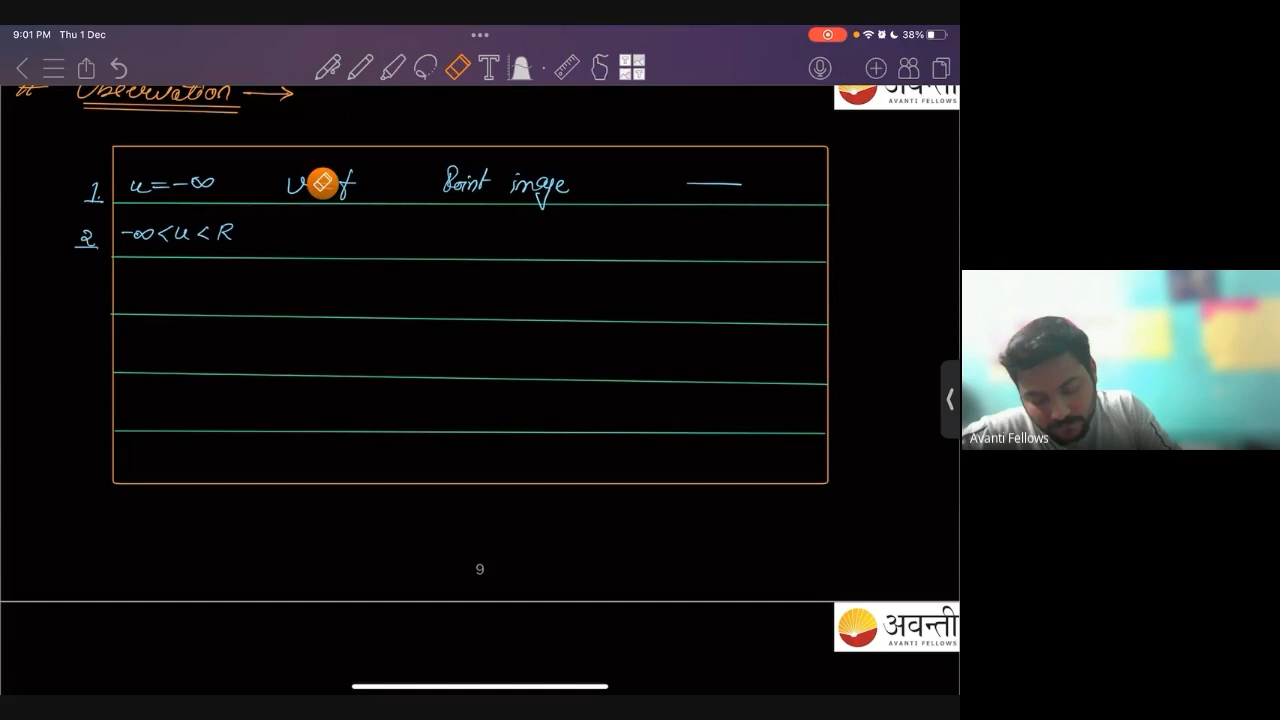 9:01 PM Thu 1 Dec
38%
Observation →
AVANTI FELLOWS
1. u = -∞ v f Point image —
2 -∞ < u < R
Avanti Fellows
9
अवन्ती
AVANTI FELLOWS